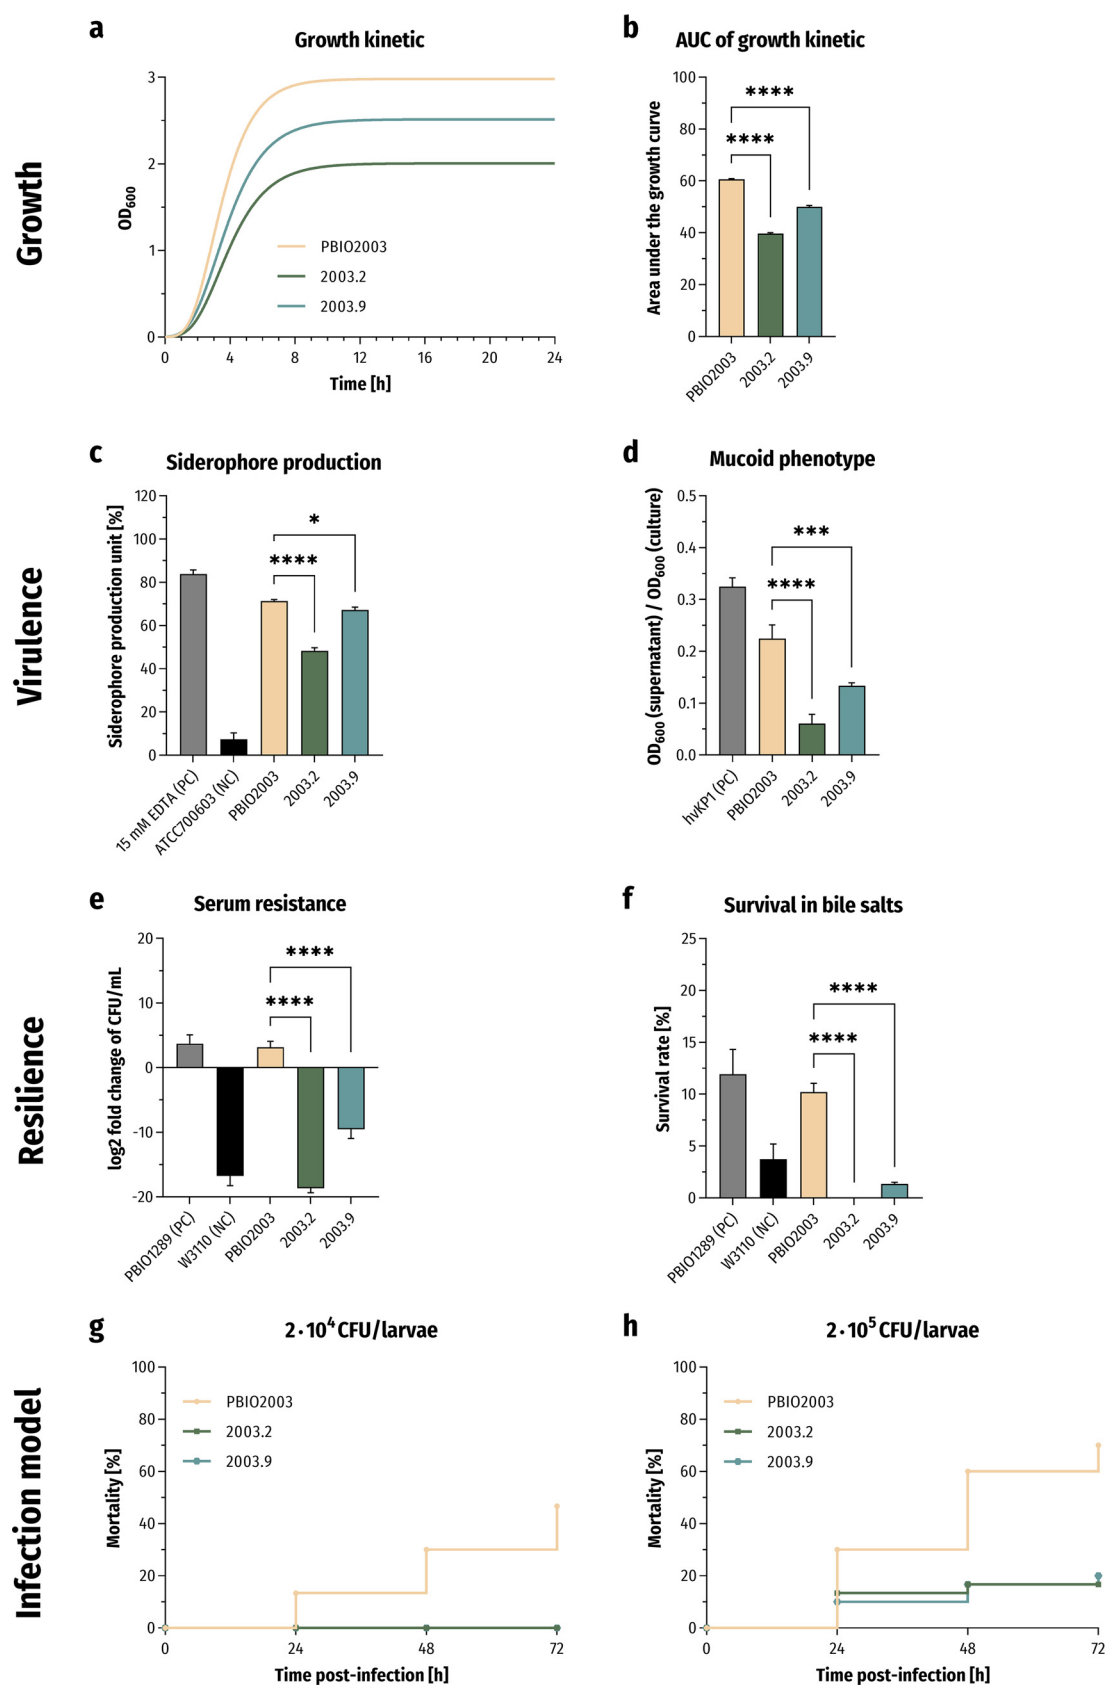 Growth
a
Growth kinetic
OD600
3
2
1
0
0 4 8 12 16 20 24
Time [h]
PBIO2003
2003.2
2003.9
b
AUC of growth kinetic
Area under the growth curve
100
80
60
40
20
0
****
****
PBIO2003
2003.2
2003.9
Virulence
c
Siderophore production
Siderophore production unit [%]
120
100
80
60
40
20
0
*
****
15 mM EDTA (PC)
ATCC700603 (NC)
PBIO2003
2003.2
2003.9
d
Mucoid phenotype
OD600 (supernatant) / OD600 (culture)
0.5
0.4
0.3
0.2
0.1
0.0
***
****
hvKP1 (PC)
PBIO2003
2003.2
2003.9
Resilience
e
Serum resistance
log2 fold change of CFU/mL
20
10
0
-10
-20
****
****
PBIO1289 (PC)
W3110 (NC)
PBIO2003
2003.2
2003.9
f
Survival in bile salts
Survival rate [%]
25
20
15
10
5
0
****
****
PBIO1289 (PC)
W3110 (NC)
PBIO2003
2003.2
2003.9
Infection model
g
2·10⁴ CFU/larvae
Mortality [%]
100
80
60
40
20
0
PBIO2003
2003.2
2003.9
0 24 48 72
Time post-infection [h]
h
2·10⁵ CFU/larvae
Mortality [%]
100
80
60
40
20
0
PBIO2003
2003.2
2003.9
0 24 48 72
Time post-infection [h]